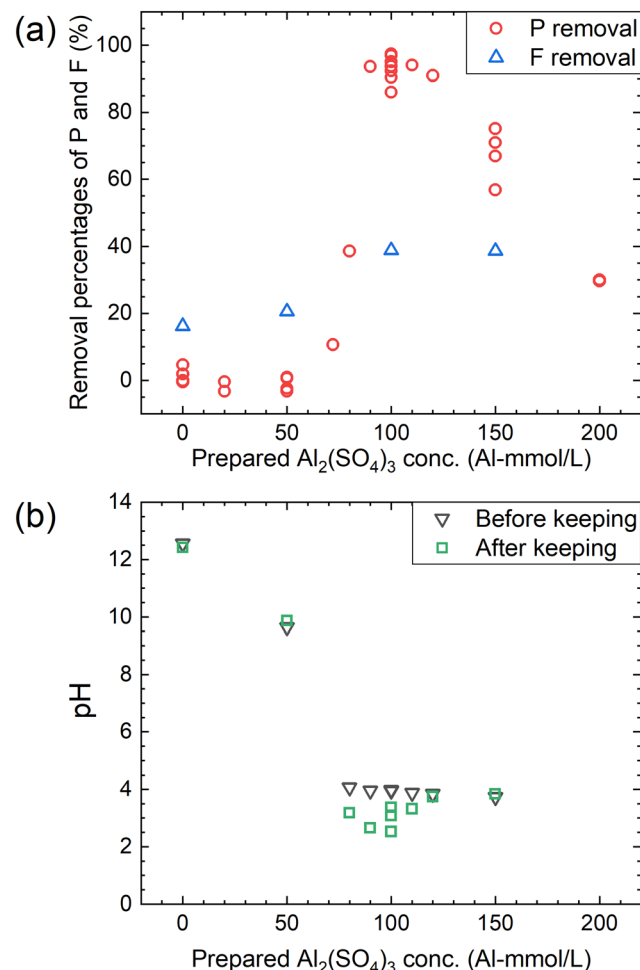 (a)
P removal
F removal
Removal percentages of P and F (%)
100
80
60
40
20
0
0 50 100 150 200
Prepared Al₂(SO₄)₃ conc. (Al-mmol/L)
(b)
Before keeping
After keeping
pH
14
12
10
8
6
4
2
0
0 50 100 150 200
Prepared Al₂(SO₄)₃ conc. (Al-mmol/L)